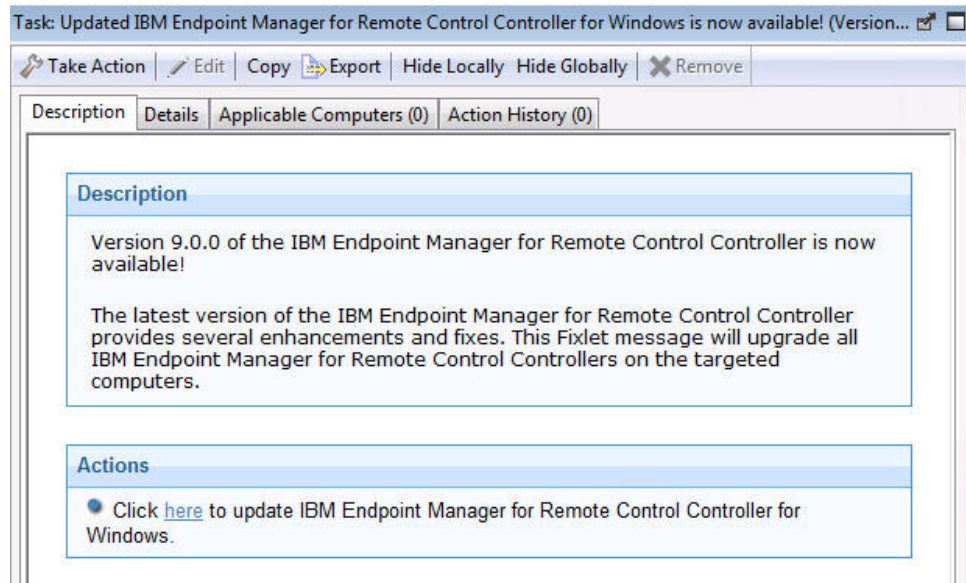 Task: Updated IBM Endpoint Manager for Remote Control Controller for Windows is now available! (Version...
Take Action Edit Copy Export Hide Locally Hide Globally Remove
Description Details Applicable Computers (0) Action History (0)
Description
Version 9.0.0 of the IBM Endpoint Manager for Remote Control Controller is now
available!
The latest version of the IBM Endpoint Manager for Remote Control Controller
provides several enhancements and fixes. This Fixlet message will upgrade all
IBM Endpoint Manager for Remote Control Controllers on the targeted
computers.
Actions
Click here to update IBM Endpoint Manager for Remote Control Controller for
Windows.